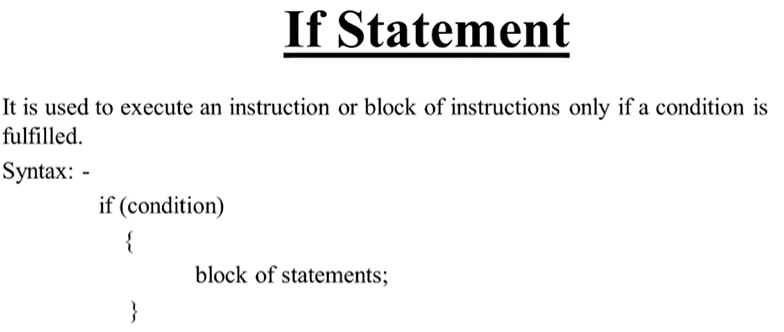 If Statement
It is used to execute an instruction or block of instructions only if a condition is
fulfilled.
Syntax: -
if (condition)
{
block of statements;
}